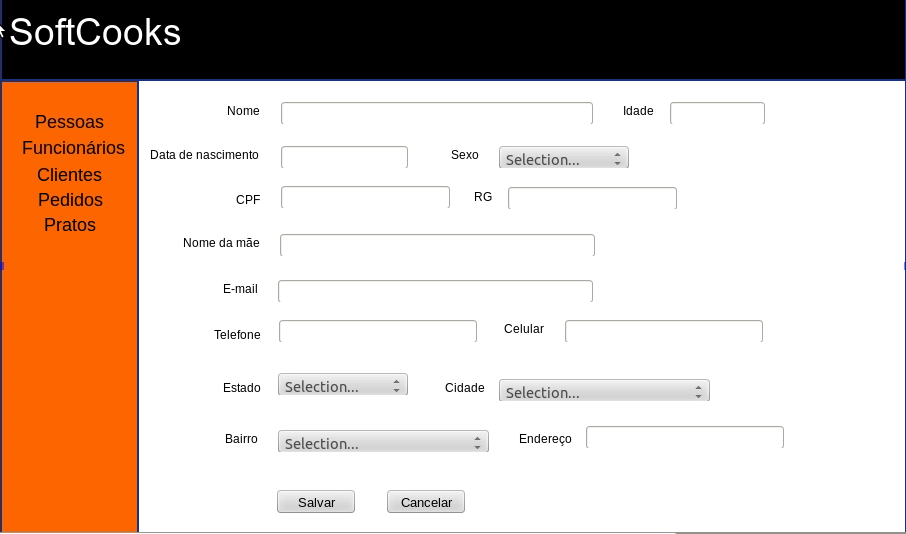 SoftCooks
Pessoas
Funcionários
Clientes
Pedidos
Pratos
Nome Idade
Data de nascimento Sexo Selection...
CPF RG
Nome da mãe
E-mail
Telefone Celular
Estado Selection... Cidade Selection...
Bairro Selection... Endereço
Salvar Cancelar